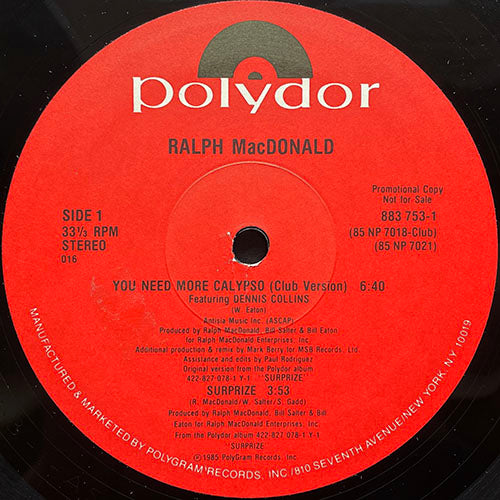 polydor
RALPH MacDONALD
Promotional Copy
Not for Sale
SIDE 1
33⅓ RPM
STEREO
016
883 753-1
(85 NP 7018-Club)
(85 NP 7021)
YOU NEED MORE CALYPSO (Club Version) 6:40
Featuring DENNIS COLLINS
(W. Eaton)
Antisia Music Inc. (ASCAP)
Produced by Ralph MacDonald, Bill Salter & Bill Eaton
for Ralph MacDonald Enterprises, Inc.
Additional production & remix by Mark Berry for MSB Records, Ltd.
Assistance and edits by Paul Rodriguez
Original version from the Polydor album
422-827-078-1 Y-1 "SURPRIZE"
SURPRIZE 3:53
(R. MacDonald/W. Salter/S. Gadd)
Produced by Ralph MacDonald, Bill Salter & Bill
Eaton for Ralph MacDonald Enterprises, Inc.
From the Polydor album 422-827 078-1 Y-1
"SURPRIZE"
℗ © 1985 PolyGram Records, Inc.
MANUFACTURED & MARKETED BY POLYGRAM RECORDS, INC./810 SEVENTH AVENUE/NEW YORK, NY 10019